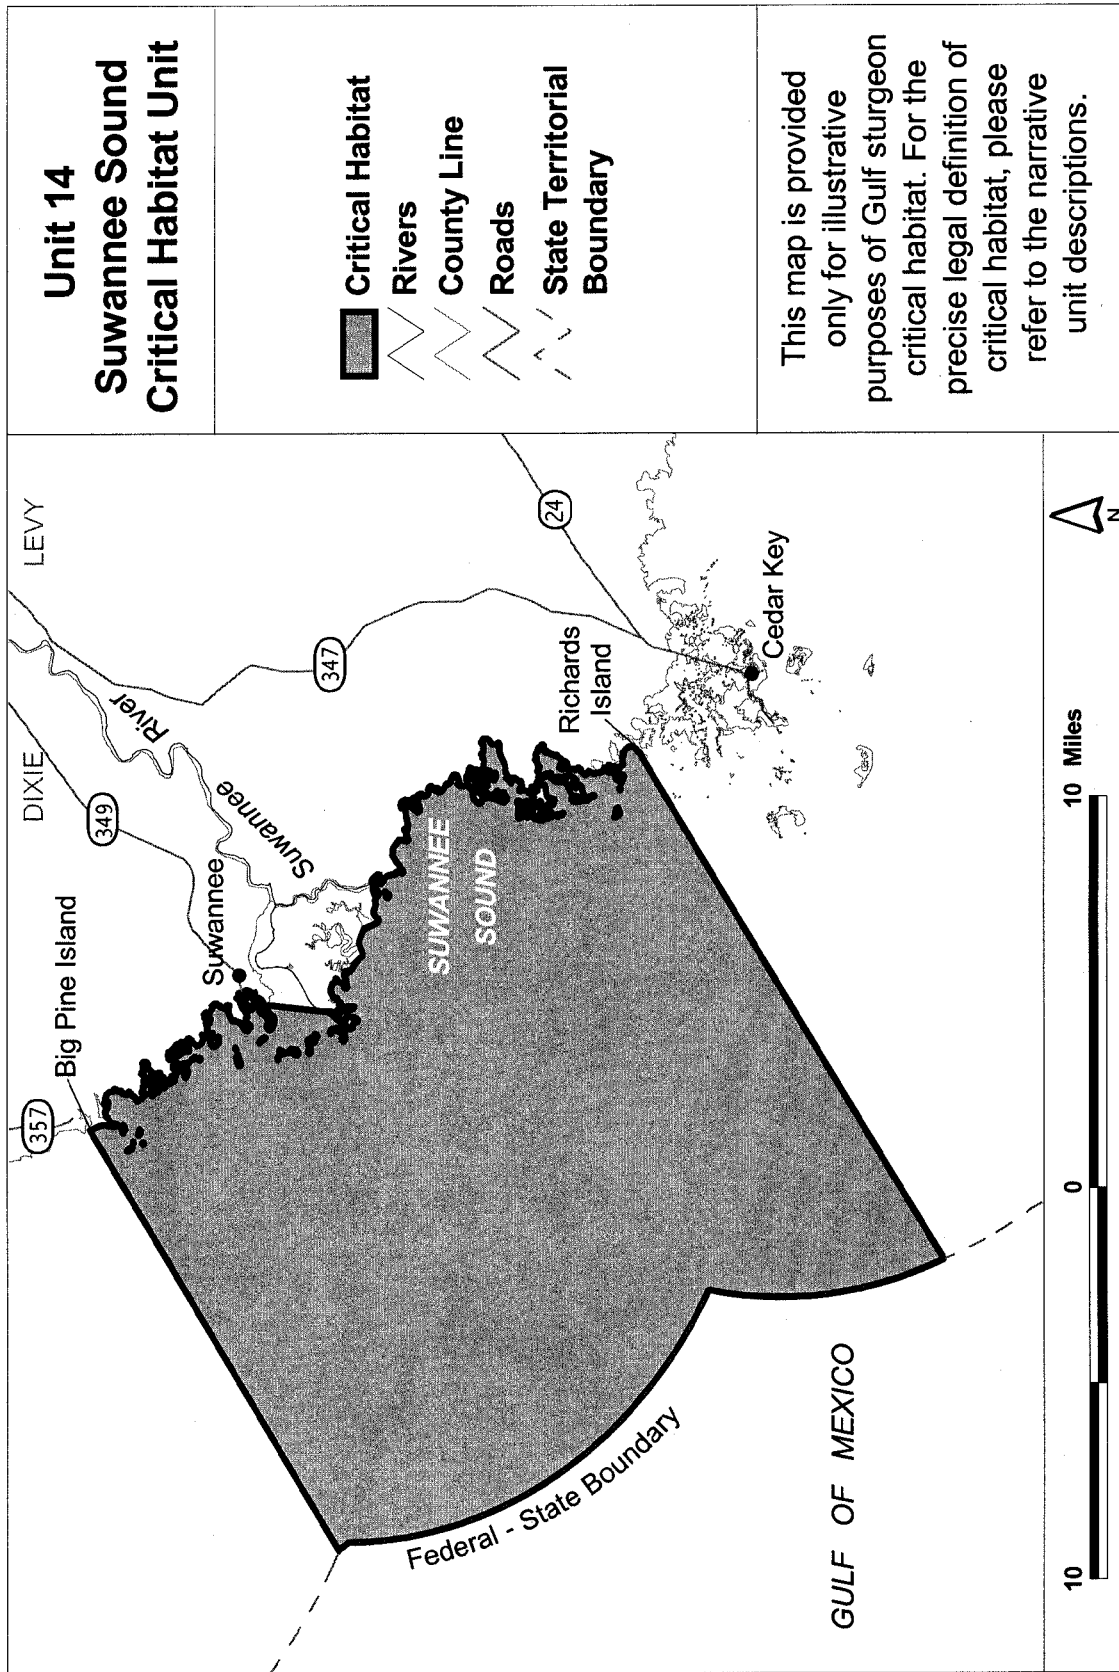 Unit 14
Suwannee Sound
Critical Habitat Unit
Critical Habitat
Rivers
County Line
Roads
State Territorial
Boundary
This map is provided
only for illustrative
purposes of Gulf sturgeon
critical habitat. For the
precise legal definition of
critical habitat, please
refer to the narrative
unit descriptions.
357
Big Pine Island
Suwannee
349
DIXIE
LEVY
Suwannee River
347
24
SUWANNEE
SOUND
Richards
Island
Cedar Key
Federal - State Boundary
GULF OF MEXICO
10 0 10 Miles
N